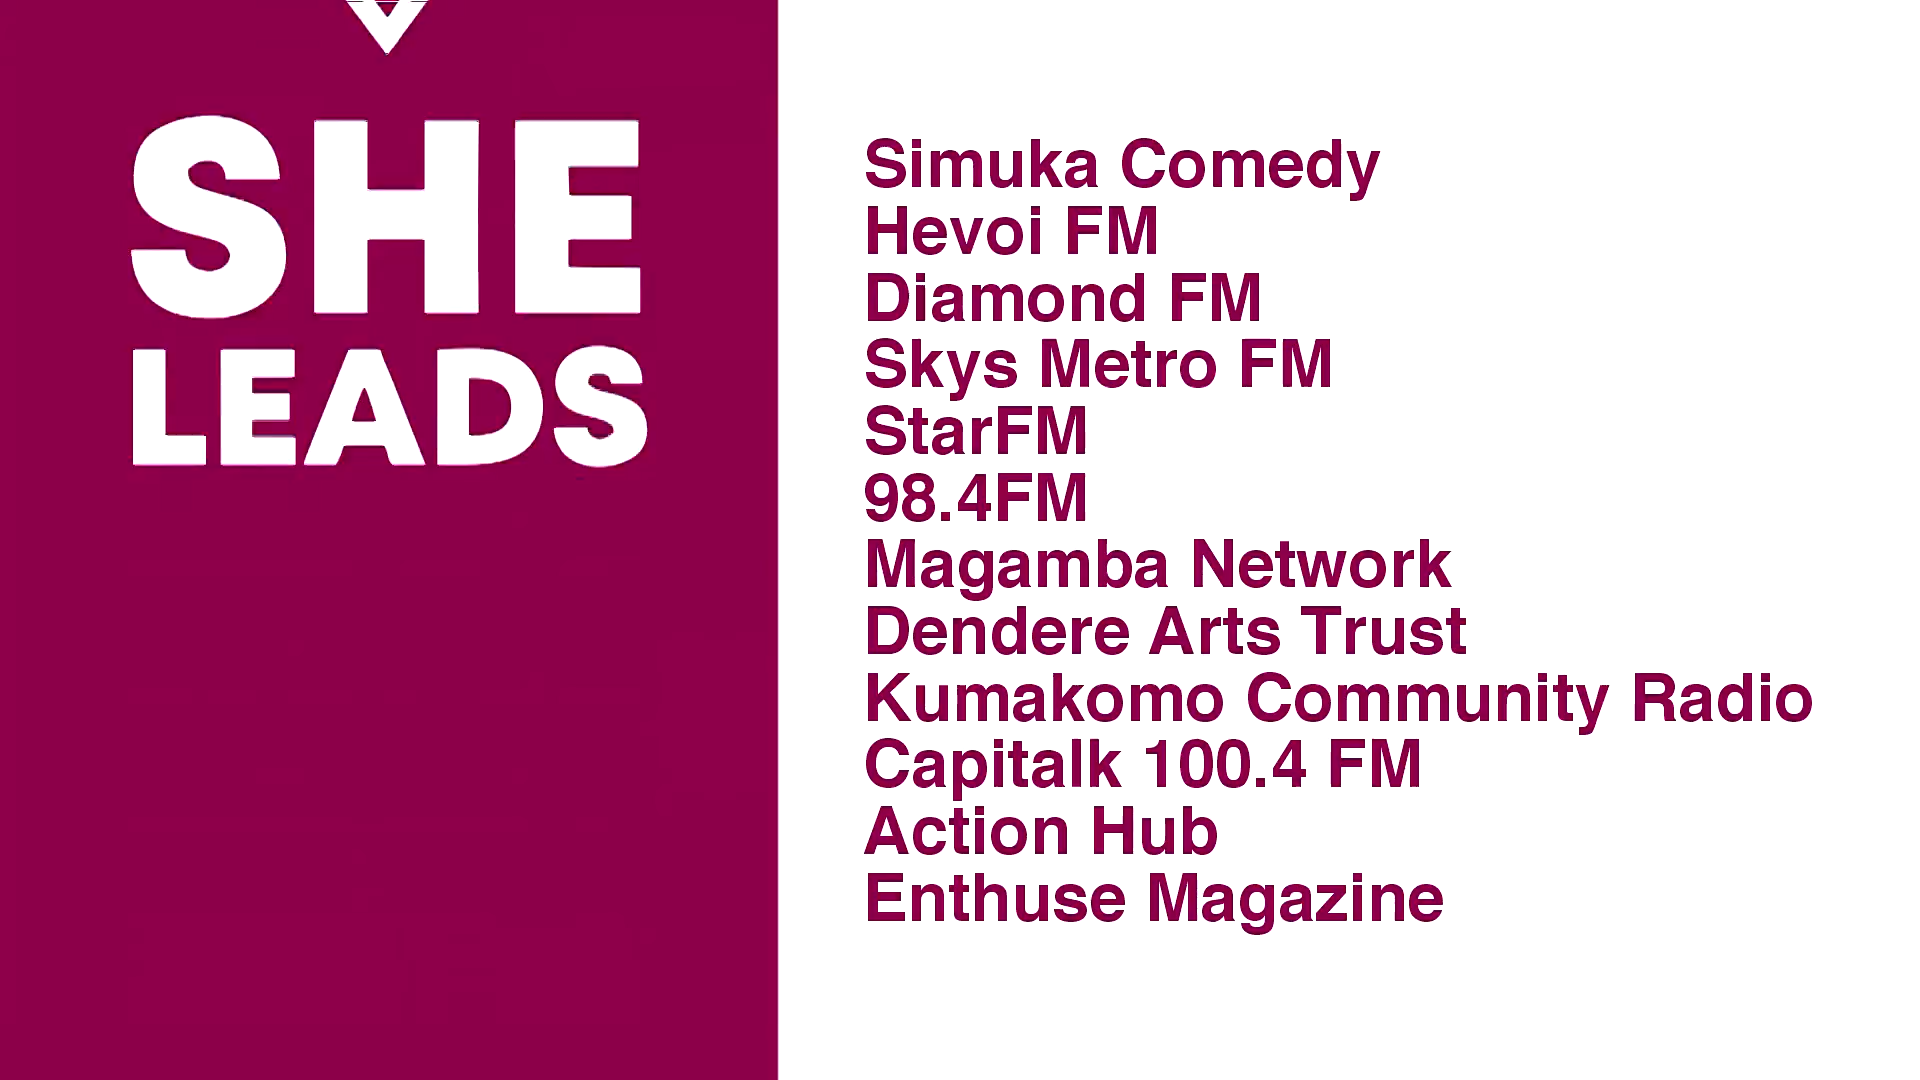 SHE
LEADS
Simuka Comedy
Hevoi FM
Diamond FM
Skys Metro FM
StarFM
98.4FM
Magamba Network
Dendere Arts Trust
Kumakomo Community Radio
Capitalk 100.4 FM
Action Hub
Enthuse Magazine